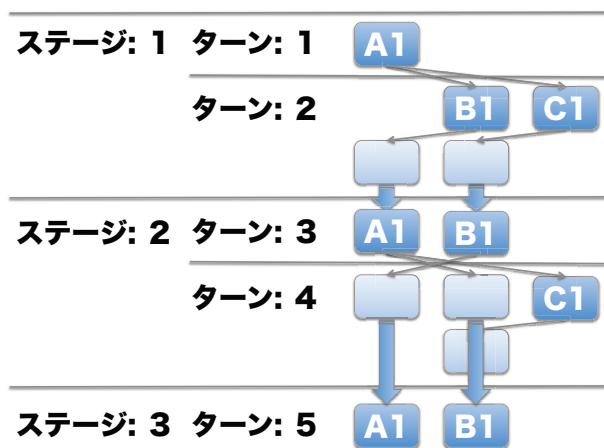 ステージ: 1 ターン: 1 A1
ターン: 2 B1 C1
ステージ: 2 ターン: 3 A1 B1
ターン: 4 C1
ステージ: 3 ターン: 5 A1 B1